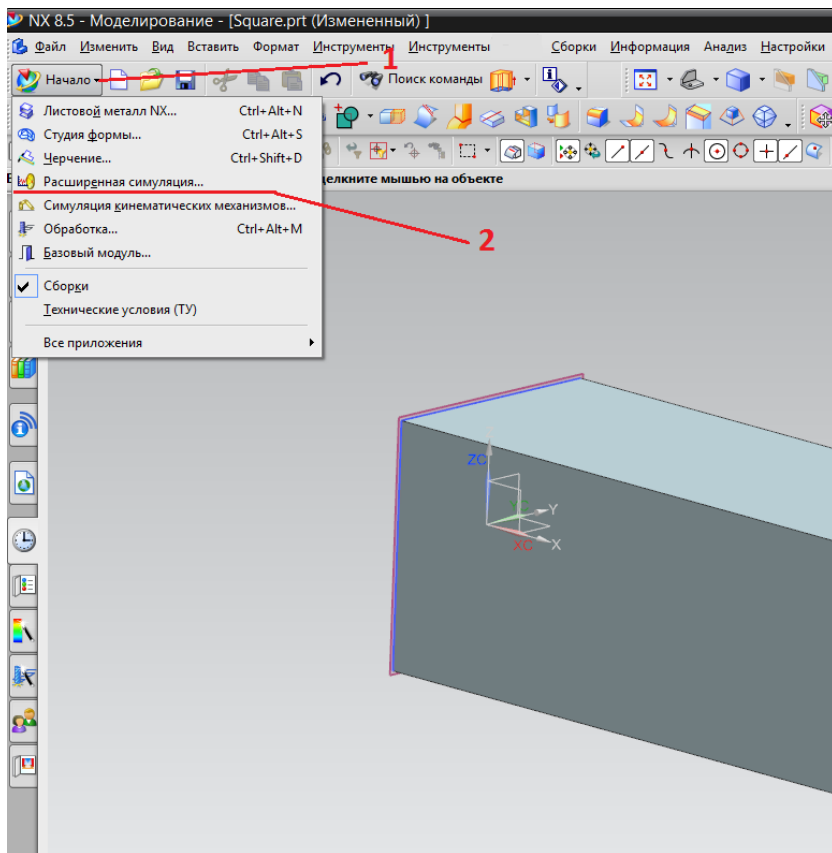 NX 8.5 - Моделирование - [Square.prt (Измененный) ]
Файл Изменить Вид Вставить Формат Инструменты Инструменты Сборки Информация Анализ Настройки
1
Начало Поиск команды
Листовой металл NX... Ctrl+Alt+N
Студия формы... Ctrl+Alt+S
Черчение... Ctrl+Shift+D
Расширенная симуляция... мышью на объекте
Симуляция кинематических механизмов...
2
Обработка... Ctrl+Alt+M
Базовый модуль...
Сборки
Технические условия (ТУ)
Все приложения
ZC
Y
XC X